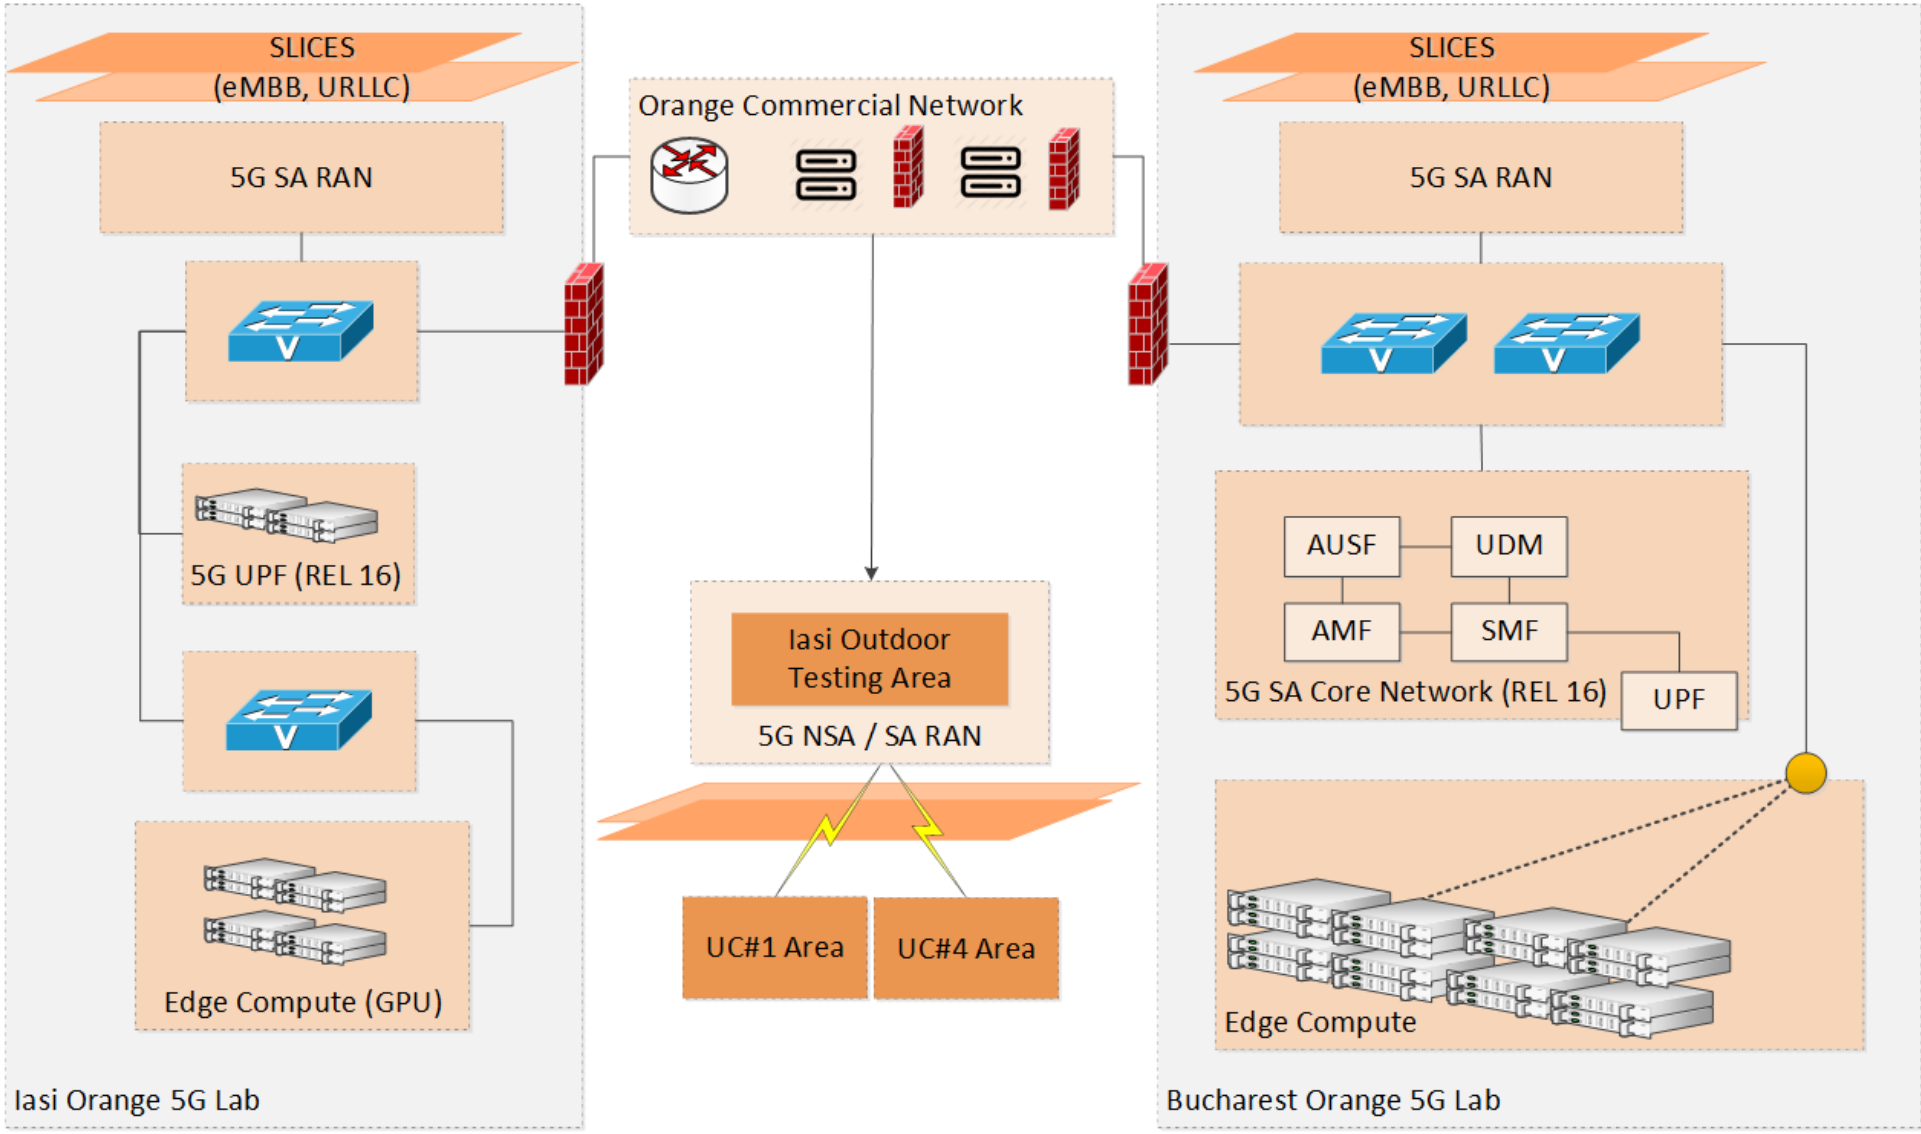 SLICES
(eMBB, URLLC)
5G SA RAN
V
5G UPF (REL 16)
V
Edge Compute (GPU)
Iasi Orange 5G Lab
Orange Commercial Network
Iasi Outdoor
Testing Area
5G NSA / SA RAN
UC#1 Area
UC#4 Area
SLICES
(eMBB, URLLC)
5G SA RAN
V
V
AUSF
UDM
AMF
SMF
5G SA Core Network (REL 16)
UPF
Edge Compute
Bucharest Orange 5G Lab